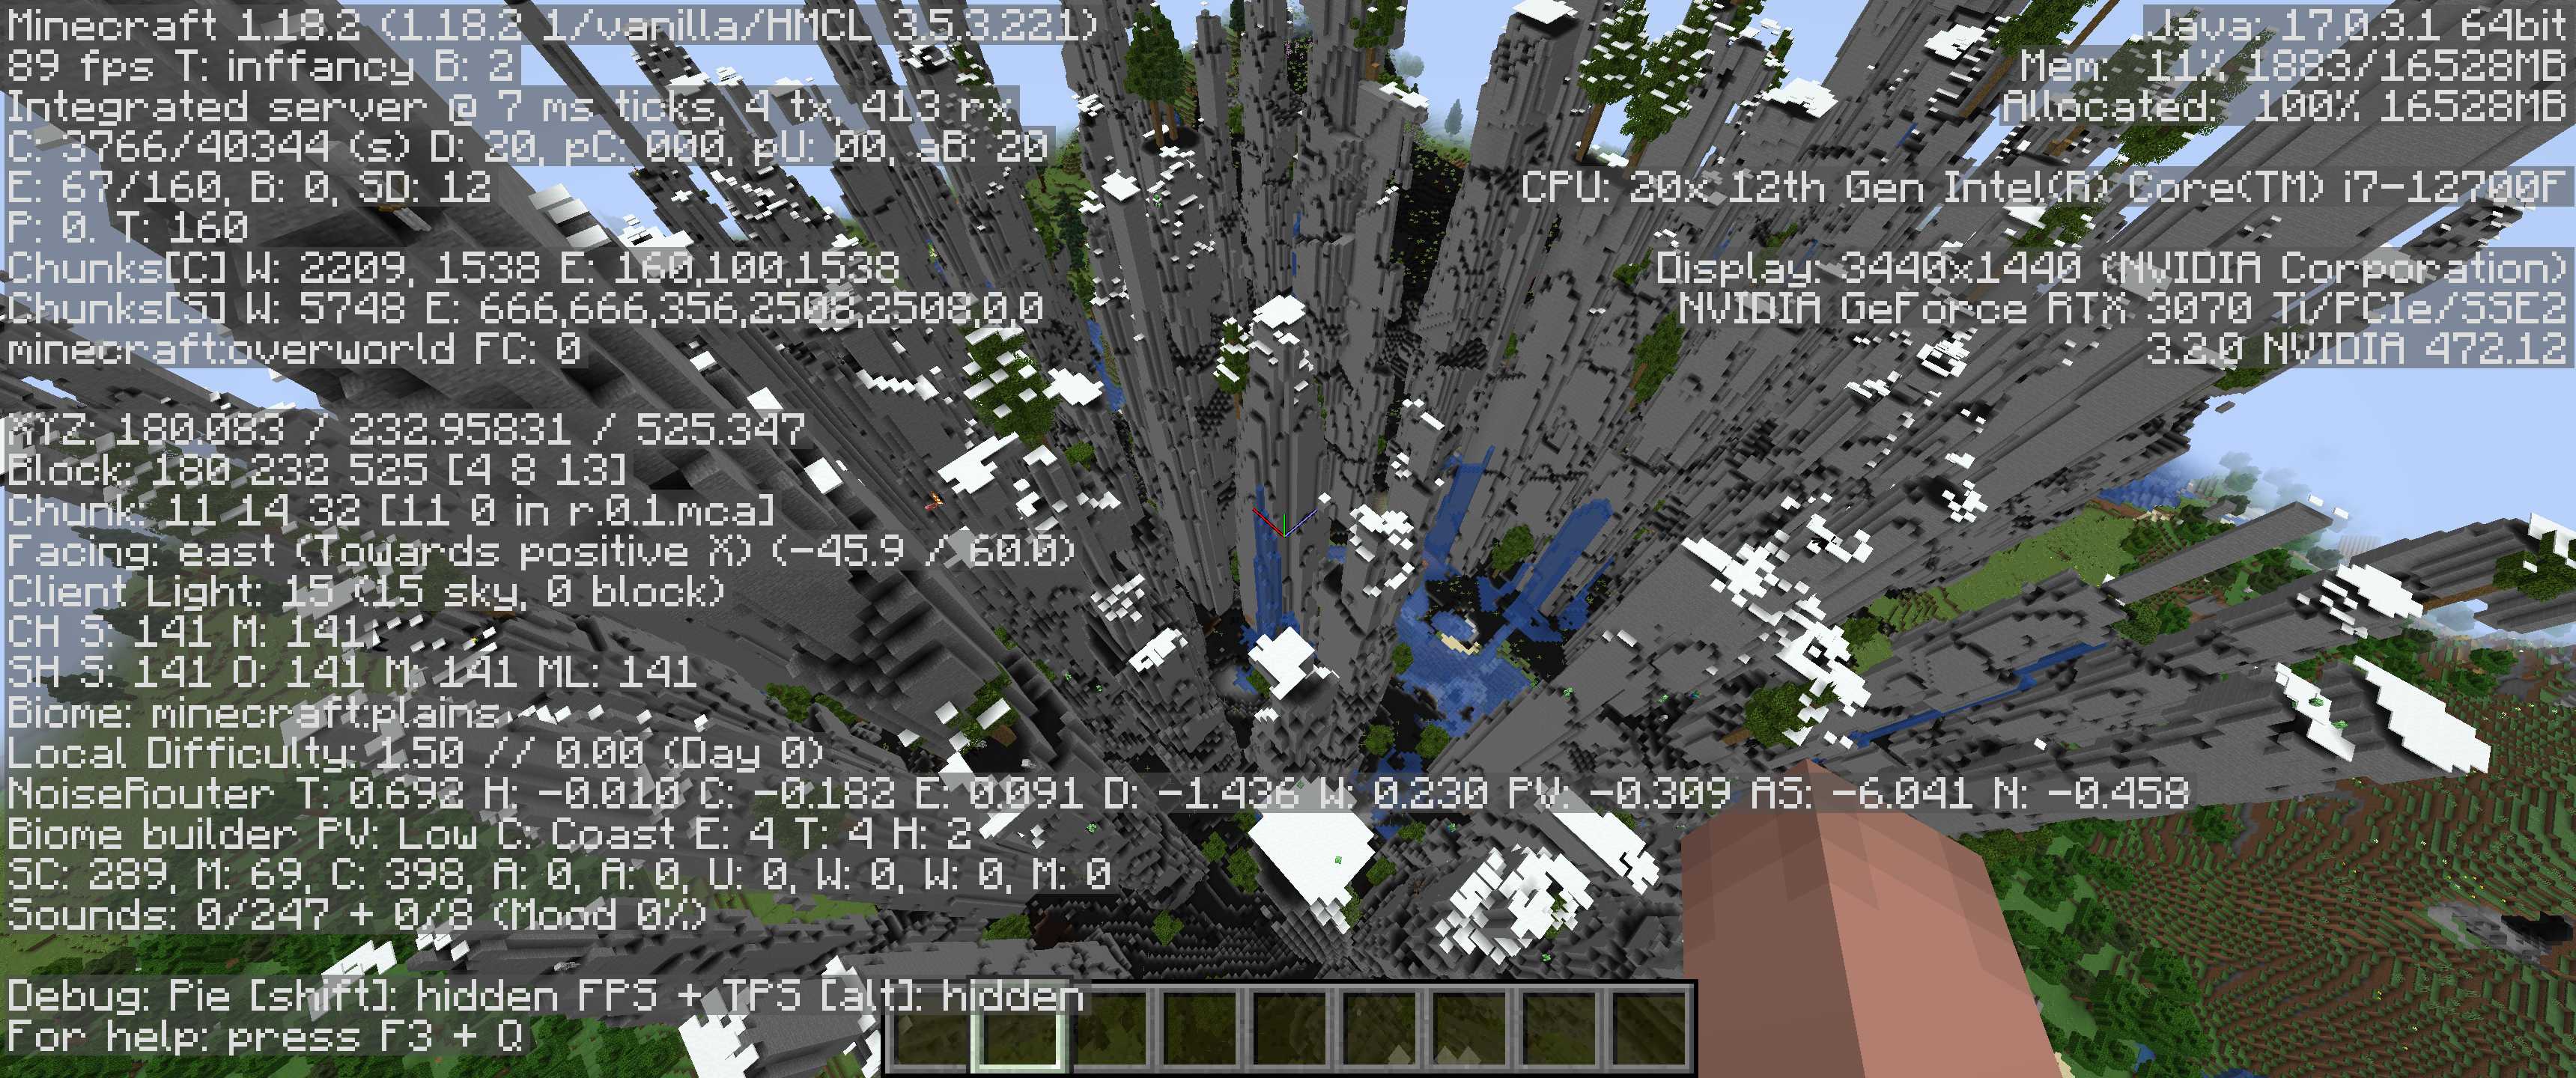 Minecraft 1.18.2 (1.18.2 1/vanilla/HMCL 3.5.3.221)
89 fps T: inffancy B: 2
Integrated server @ 7 ms ticks, 4 tx, 413 rx
C: 3766/40344 (s) D: 20, pC: 000, pU: 00, aB: 20
E: 67/160, B: 0, SD: 12
P: 0. T: 160
Chunks[C] W: 2209, 1538 E: 160,100,1538
Chunks[S] W: 5748 E: 666,666,356,2508,2508,0,0
minecraft:overworld FC: 0
XYZ: 180.083 / 232.95831 / 525.347
Block: 180 232 525 [4 8 13]
Chunk: 11 14 32 [11 0 in r.0.1.mca]
Facing: east (Towards positive X) (-45.9 / 60.0)
Client Light: 15 (15 sky, 0 block)
CH S: 141 M: 141
SH S: 141 O: 141 M: 141 ML: 141
Biome: minecraft:plains
Local Difficulty: 1.50 // 0.00 (Day 0)
NoiseRouter T: 0.692 H: -0.010 C: -0.182 E: 0.091 D: -1.436 W: 0.230 PV: -0.309 AS: -6.041 N: -0.458
Biome builder PV: Low C: Coast E: 4 T: 4 H: 2
SC: 289, M: 69, C: 398, A: 0, A: 0, U: 0, W: 0, W: 0, M: 0
Sounds: 0/247 + 0/8 (Mood 0%)
Debug: Pie [shift]: hidden FPS + TPS [alt]: hidden
For help: press F3 + Q
Java: 17.0.3.1 64bit
Mem: 11% 1883/16528MB
Allocated: 100% 16528MB
CPU: 20x 12th Gen Intel(R) Core(TM) i7-12700F
Display: 3440x1440 (NVIDIA Corporation)
NVIDIA GeForce RTX 3070 Ti/PCIe/SSE2
3.2.0 NVIDIA 472.12